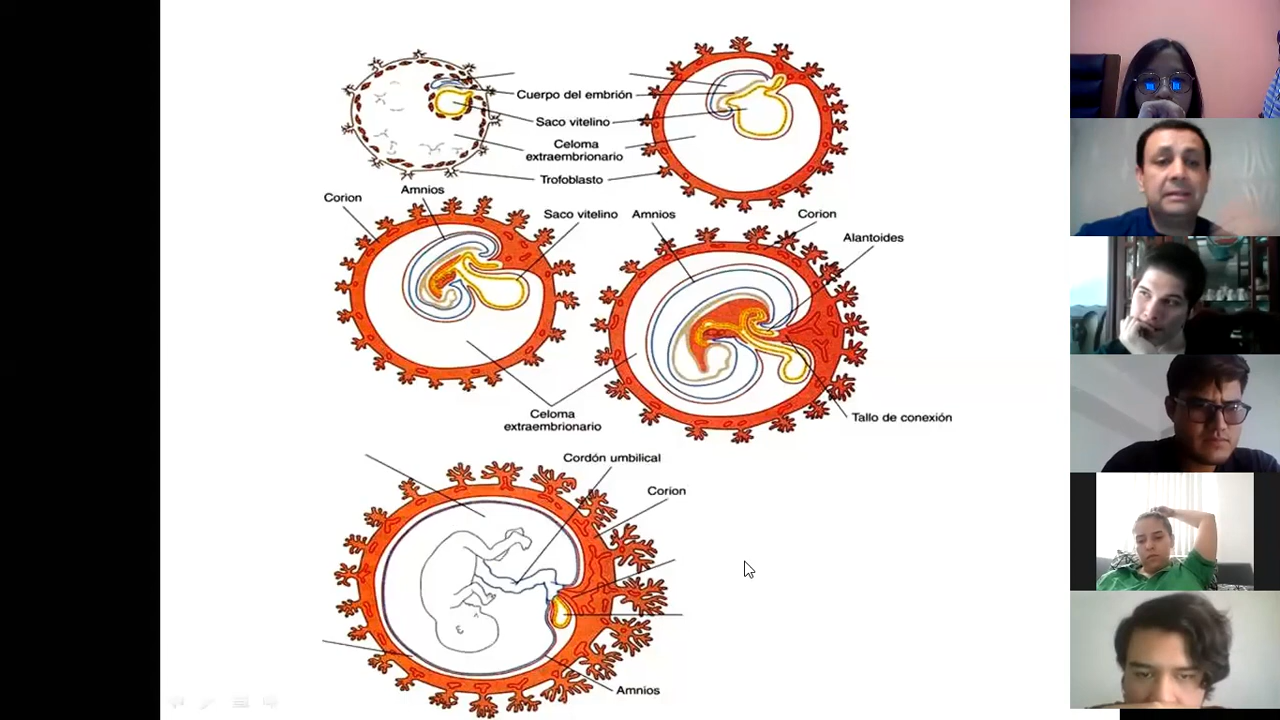 Cuerpo del embrión
Saco vitelino
Celoma
extraembrionario
Trofoblasto
Corion
Amnios
Saco vitelino
Amnios
Corion
Alantoides
Celoma
extraembrionario
Tallo de conexión
Cordón umbilical
Corion
Amnios